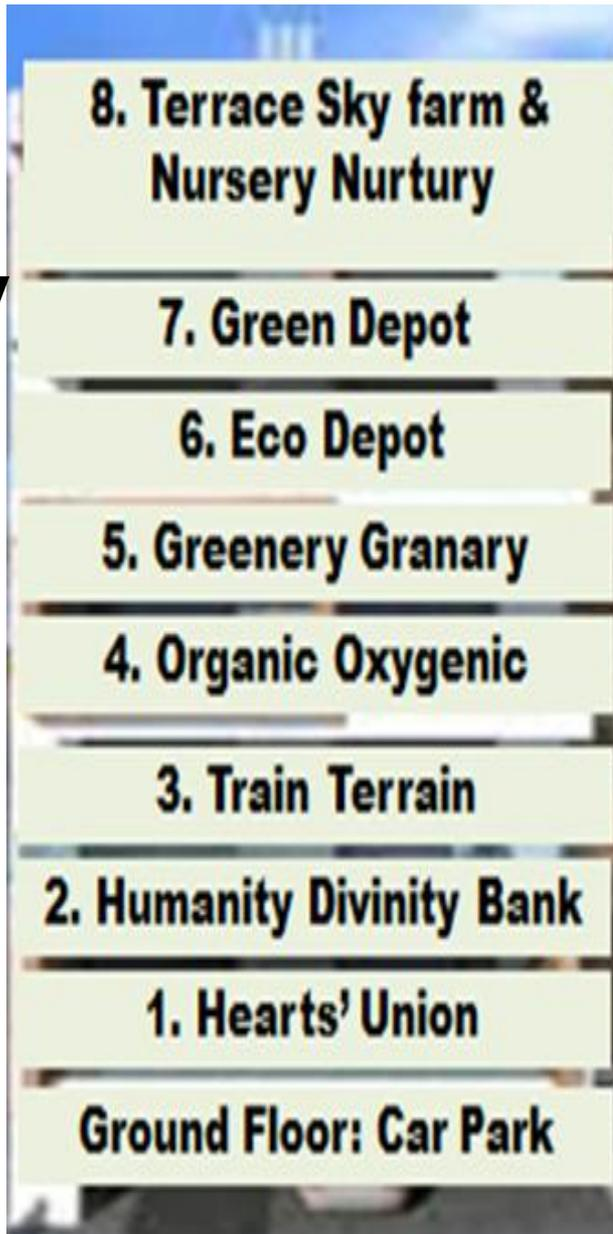 8. Terrace Sky farm &
Nursery Nurtury
7. Green Depot
6. Eco Depot
5. Greenery Granary
4. Organic Oxygenic
3. Train Terrain
2. Humanity Divinity Bank
1. Hearts’ Union
Ground Floor: Car Park